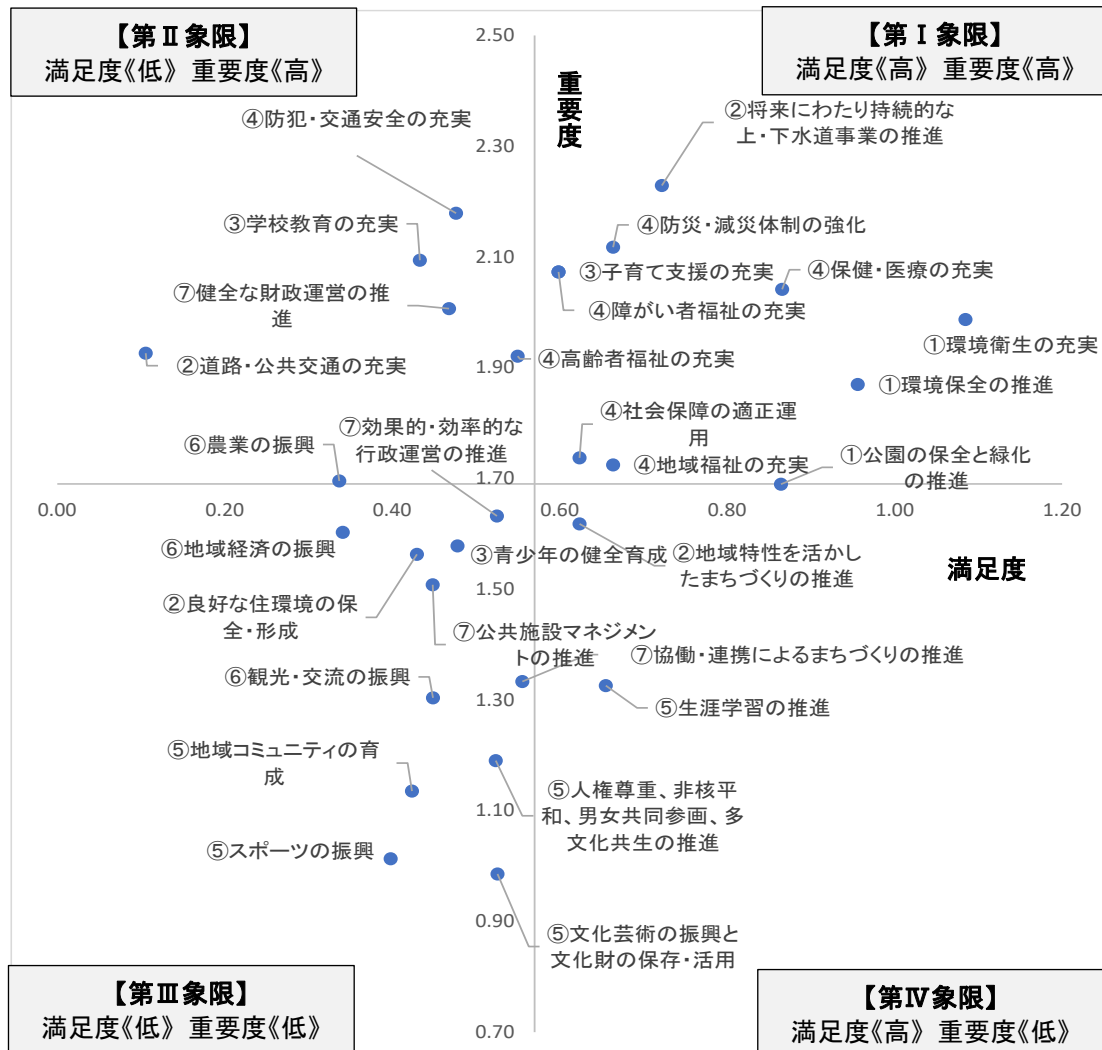 【第Ⅱ象限】
満足度《低》 重要度《高》
【第Ⅰ象限】
満足度《高》 重要度《高》
2.50
重要度
④防犯・交通安全の充実
②将来にわたり持続的な
上・下水道事業の推進
2.30
③学校教育の充実
④防災・減災体制の強化
2.10
③子育て支援の充実
④保健・医療の充実
⑦健全な財政運営の推
進
④障がい者福祉の充実
①環境衛生の充実
②道路・公共交通の充実
④高齢者福祉の充実
1.90
①環境保全の推進
⑦効果的・効率的な
行政運営の推進
④社会保障の適正運
用
⑥農業の振興
④地域福祉の充実
①公園の保全と緑化
の推進
1.70
0.00
0.20
0.40
0.60
0.80
1.00
1.20
⑥地域経済の振興
③青少年の健全育成
②地域特性を活かし
たまちづくりの推進
満足度
1.50
②良好な住環境の保
全・形成
⑦公共施設マネジメン
トの推進
⑦協働・連携によるまちづくりの推進
⑥観光・交流の振興
1.30
⑤生涯学習の推進
⑤地域コミュニティの育
成
1.10
⑤人権尊重、非核平
和、男女共同参画、多
文化共生の推進
⑤スポーツの振興
0.90
⑤文化芸術の振興と
文化財の保存・活用
0.70
【第Ⅲ象限】
満足度《低》 重要度《低》
【第Ⅳ象限】
満足度《高》 重要度《低》